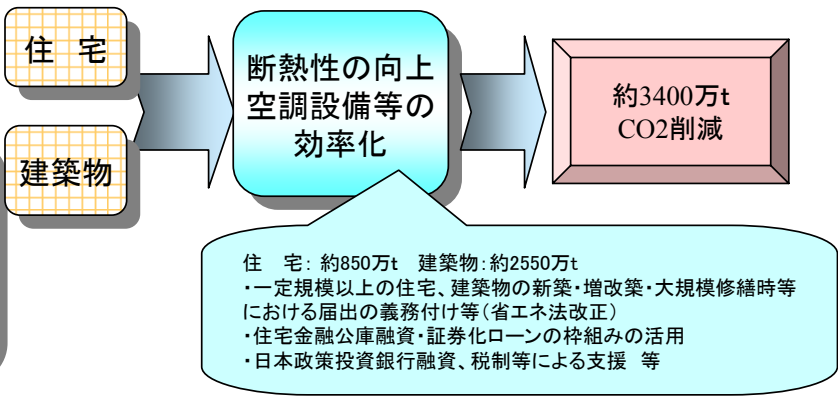 住　宅
建築物
断熱性の向上
空調設備等の
効率化
約3400万t
CO2削減
住　宅: 約850万t　建築物:約2550万t
・一定規模以上の住宅、建築物の新築・増改築・大規模修繕時等
における届出の義務付け等(省エネ法改正)
・住宅金融公庫融資・証券化ローンの枠組みの活用
・日本政策投資銀行融資、税制等による支援　等